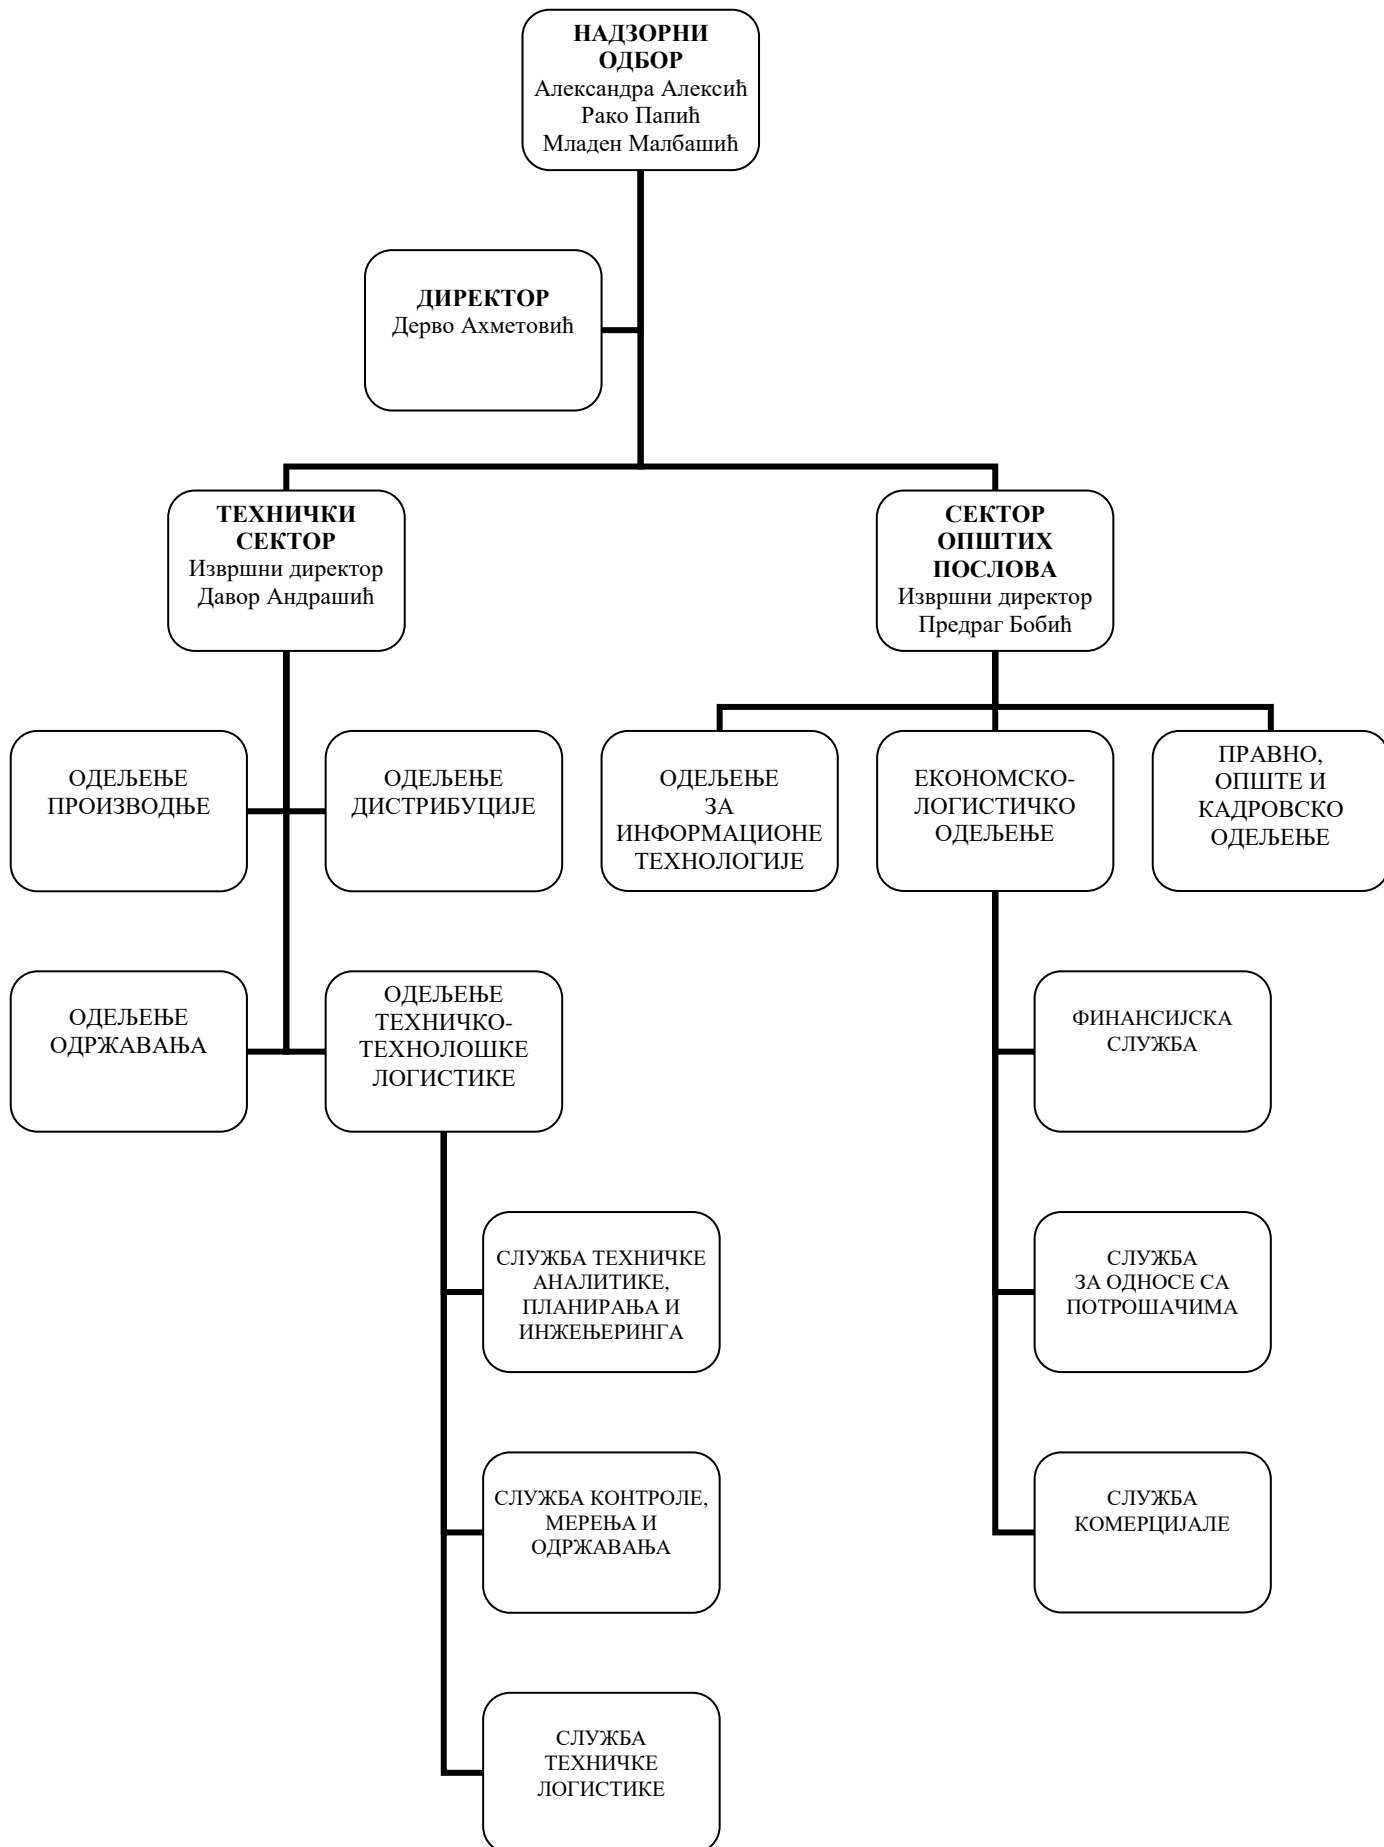 НАДЗОРНИ
ОДБОР
Александра Алексић
Рако Папић
Младен Малбашић
ДИРЕКТОР
Дерво Ахметовић
ТЕХНИЧКИ
СЕКТОР
Извршни директор
Давор Андрашић
СЕКТОР
ОПШТИХ
ПОСЛОВА
Извршни директор
Предраг Бобић
ОДЕЉЕЊЕ
ПРОИЗВОДЊЕ
ОДЕЉЕЊЕ
ДИСТРИБУЦИЈЕ
ОДЕЉЕЊЕ
ЗА
ИНФОРМАЦИОНЕ
ТЕХНОЛОГИЈЕ
ЕКОНОМСКО-
ЛОГИСТИЧКО
ОДЕЉЕЊЕ
ПРАВНО,
ОПШТЕ И
КАДРОВСКО
ОДЕЉЕЊЕ
ОДЕЉЕЊЕ
ОДРЖАВАЊА
ОДЕЉЕЊЕ
ТЕХНИЧКО-
ТЕХНОЛОШКЕ
ЛОГИСТИКЕ
ФИНАНСИЈСКА
СЛУЖБА
СЛУЖБА ТЕХНИЧКЕ
АНАЛИТИКЕ,
ПЛАНИРАЊА И
ИНЖЕЊЕРИНГА
СЛУЖБА
ЗА ОДНОСЕ СА
ПОТРОШАЧИМА
СЛУЖБА КОНТРОЛЕ,
МЕРЕЊА И
ОДРЖАВАЊА
СЛУЖБА
КОМЕРЦИЈАЛЕ
СЛУЖБА
ТЕХНИЧКЕ
ЛОГИСТИКЕ